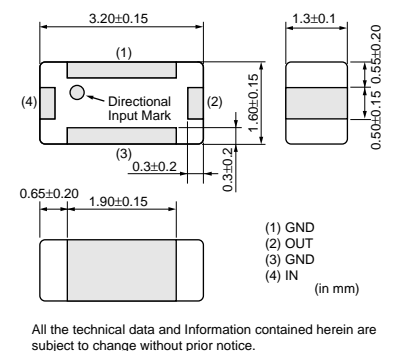 3.20±0.15
1.3±0.1
(1)
(4)
Directional
Input Mark
(2)
(3)
1.60±0.15
0.55±0.20
0.50±0.15
0.3±0.2
0.3±0.2
0.65±0.20
1.90±0.15
(1) GND
(2) OUT
(3) GND
(4) IN
(in mm)
All the technical data and Information contained herein are
subject to change without prior notice.